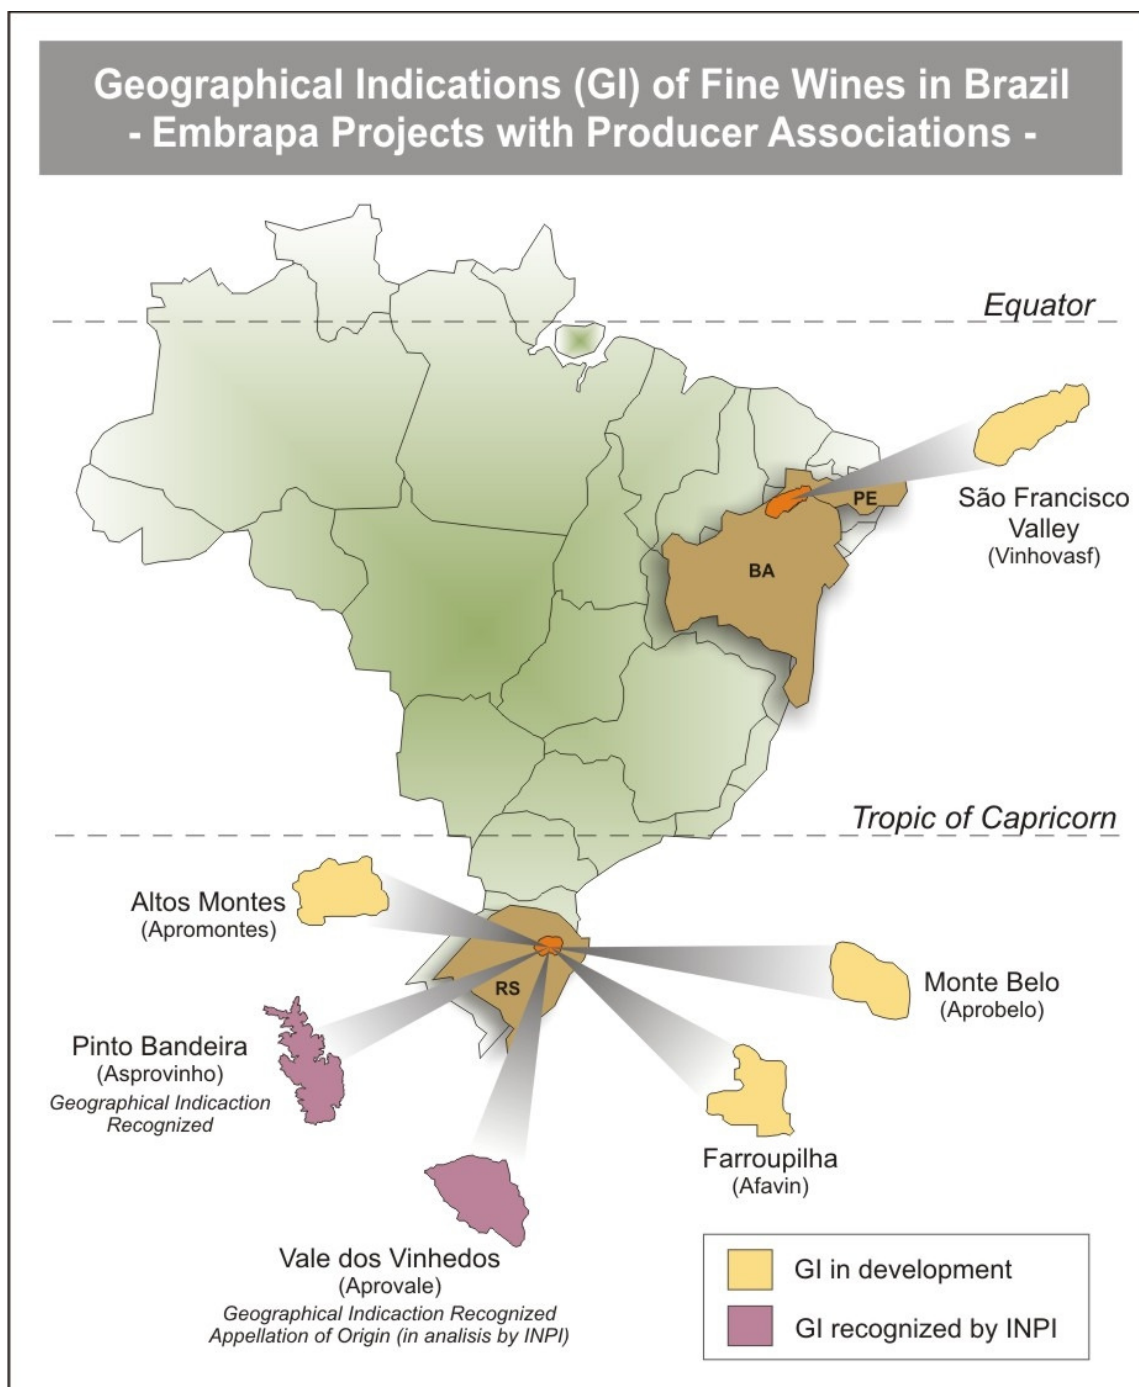 Geographical Indications (GI) of Fine Wines in Brazil
- Embrapa Projects with Producer Associations -
Equator
São Francisco
Valley
(Vinhovasf)
PE
BA
Tropic of Capricorn
Altos Montes
(Apromontes)
RS
Monte Belo
(Aprobelo)
Pinto Bandeira
(Asprovinho)
Geographical Indicaction
Recognized
Farroupilha
(Afavin)
Vale dos Vinhedos
(Aprovale)
Geographical Indicaction Recognized
Appellation of Origin (in analisis by INPI)
GI in development
GI recognized by INPI